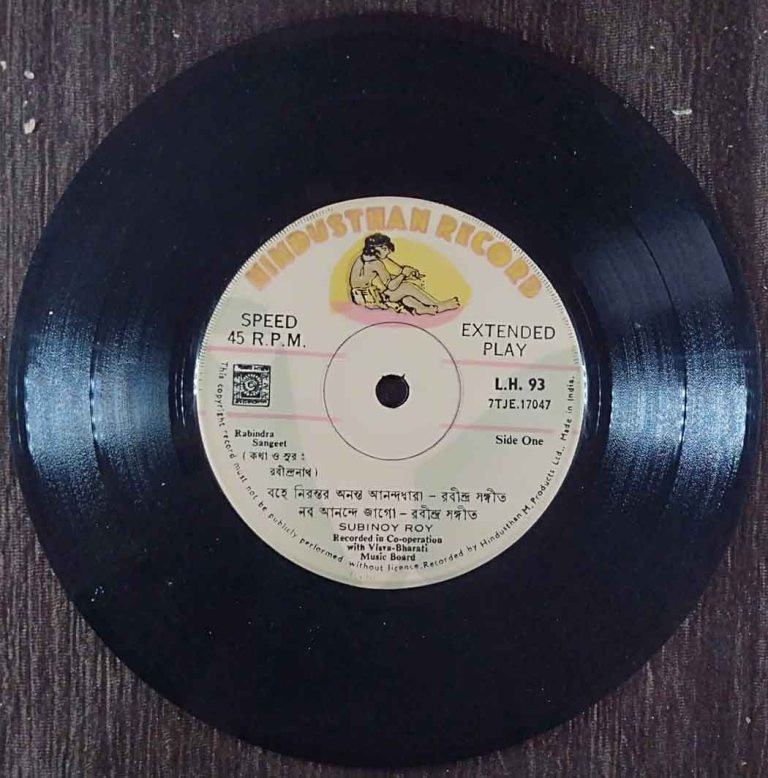 HINDUSTHAN RECORD
SPEED
45 R.P.M.
EXTENDED
PLAY
L.H. 93
7TJE.17047
Side One
Rabindra
Sangeet
( কথা ও সুর :
রবীন্দ্রনাথ )
বহে নিরন্তর অনন্ত আনন্দধারা – রবীন্দ্র সঙ্গীত
নব আনন্দে জাগো – রবীন্দ্র সঙ্গীত
SUBINOY ROY
Recorded in Co-operation
with Visva-Bharati
Music Board
This copyright record must not be publicly performed without licence. Recorded by Hindusthan M. Products Ltd., Made in India.